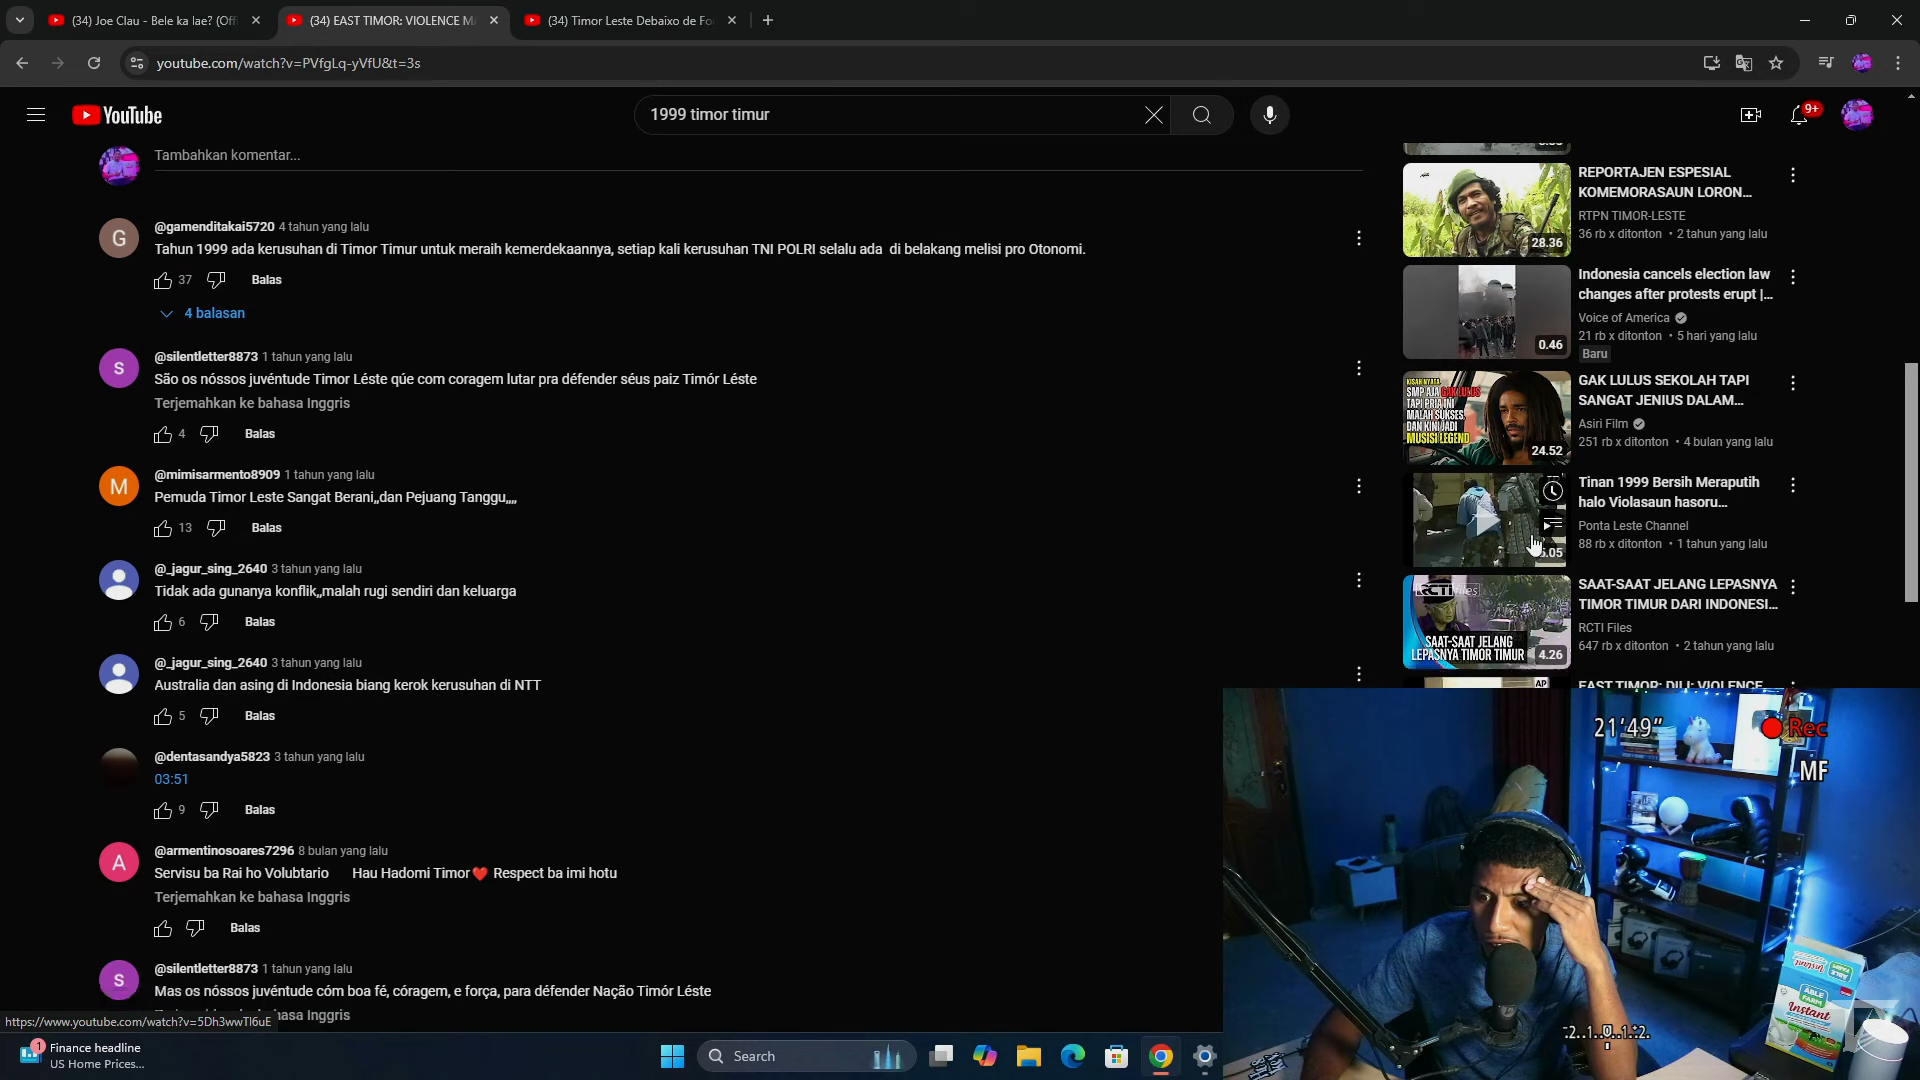 (34) Joe Clau - Bele ka lae? (Offi
(34) EAST TIMOR: VIOLENCE MA
(34) Timor Leste Debaixo de Fo
youtube.com/watch?v=PVfgLq-yVfU&t=3s
YouTube
1999 timor timur
9+
Tambahkan komentar...
G
@gamenditakai5720 4 tahun yang lalu
Tahun 1999 ada kerusuhan di Timor Timur untuk meraih kemerdekaannya, setiap kali kerusuhan TNI POLRI selalu ada di belakang melisi pro Otonomi.
37
Balas
4 balasan
S
@silentletter8873 1 tahun yang lalu
São os nóssos juvéntude Timor Léste qúe com coragem lutar pra défender séus paiz Timór Léste
Terjemahkan ke bahasa Inggris
4
Balas
M
@mimisarmento8909 1 tahun yang lalu
Pemuda Timor Leste Sangat Berani,,dan Pejuang Tanggu,,,,
13
Balas
@_jagur_sing_2640 3 tahun yang lalu
Tidak ada gunanya konflik,,malah rugi sendiri dan keluarga
6
Balas
@_jagur_sing_2640 3 tahun yang lalu
Australia dan asing di Indonesia biang kerok kerusuhan di NTT
5
Balas
@dentasandya5823 3 tahun yang lalu
03:51
9
Balas
A
@armentinosoares7296 8 bulan yang lalu
Servisu ba Rai ho Volubtario Hau Hadomi Timor❤️ Respect ba imi hotu
Terjemahkan ke bahasa Inggris
Balas
S
@silentletter8873 1 tahun yang lalu
Mas os nóssos juvéntude cóm boa fé, córagem, e força, para défender Nação Timór Léste
asa Inggris
https://www.youtube.com/watch?v=5Dh3wwTl6uE
REPORTAJEN ESPESIAL
KOMEMORASAUN LORON...
RTPN TIMOR-LESTE
36 rb x ditonton • 2 tahun yang lalu
28.36
Indonesia cancels election law
changes after protests erupt |...
Voice of America
21 rb x ditonton • 5 hari yang lalu
Baru
0.46
KISAH NYATA
SMP AJA GAK LULUS
TAPI PRIA INI
MALAH SUKSES,
DAN KINI JADI
MUSISI LEGEND
24.52
GAK LULUS SEKOLAH TAPI
SANGAT JENIUS DALAM...
Asiri Film
251 rb x ditonton • 4 bulan yang lalu
Tinan 1999 Bersih Meraputih
halo Violasaun hasoru...
Ponta Leste Channel
88 rb x ditonton • 1 tahun yang lalu
RCTI Files
SAAT-SAAT JELANG
LEPASNYA TIMOR TIMUR
4.26
SAAT-SAAT JELANG LEPASNYA
TIMOR TIMUR DARI INDONESI...
RCTI Files
647 rb x ditonton • 2 tahun yang lalu
AP
EAST TIMOR: DILI: VIOLENCE
21'49"
Rec
MF
ABLE
FARM
Instant
-2..1..0..1..2.
1
Finance headline
US Home Prices...
Search